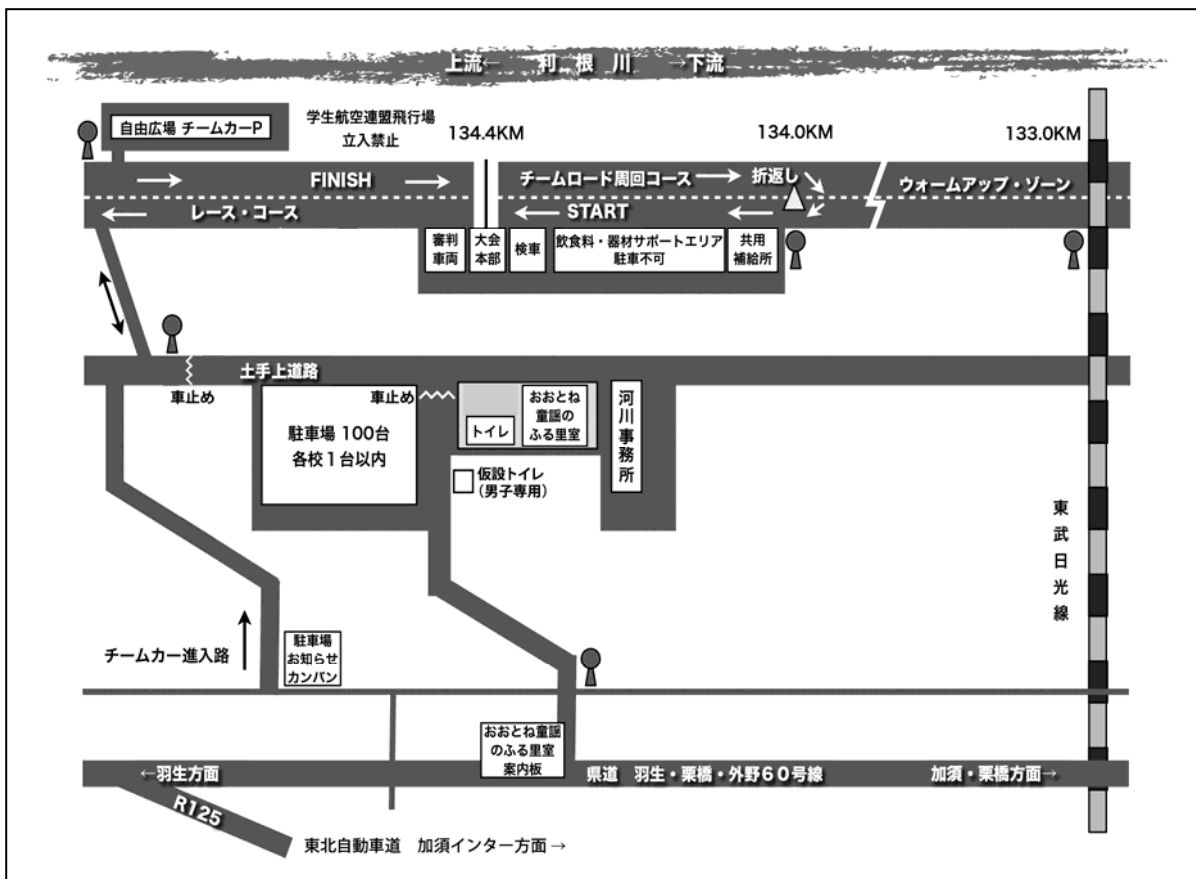 上流← 利根川 →下流
自由広場 チームカーP
学生航空連盟飛行場
立入禁止
134.4KM
134.0KM
133.0KM
FINISH
チームロード周回コース
折返し
ウォームアップ・ゾーン
レース・コース
START
審判
車両
大会
本部
検車
飲食料・器材サポートエリア
駐車不可
共用
補給所
土手上道路
車止め
車止め
駐車場 100台
各校1台以内
トイレ
おおとね
童謡の
ふる里室
河川事務所
仮設トイレ
(男子専用)
東武日光線
チームカー進入路
駐車場
お知らせ
カンバン
おおとね童謡
のふる里室
案内板
←羽生方面
県道 羽生・栗橋・外野60号線
加須・栗橋方面→
R125
東北自動車道 加須インター方面→